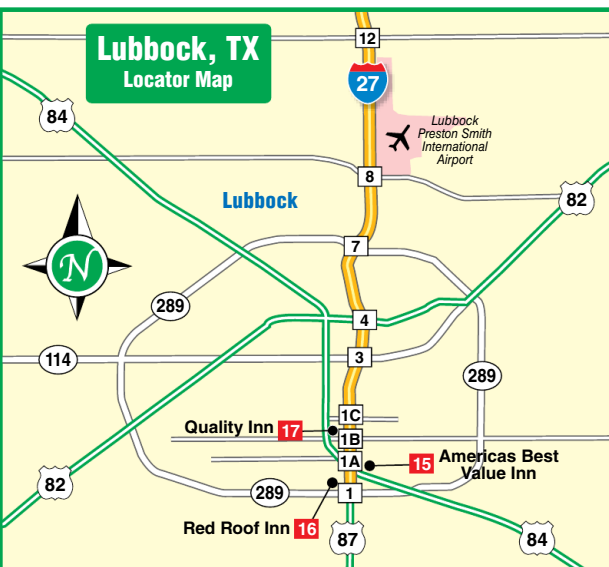 Lubbock, TX
Locator Map
12
27
84
Lubbock
Preston Smith
International
Airport
8
82
Lubbock
7
N
289
4
114
3
289
1C
Quality Inn 17
1B
1A
15 Americas Best
Value Inn
82
289
1
Red Roof Inn 16
87
84